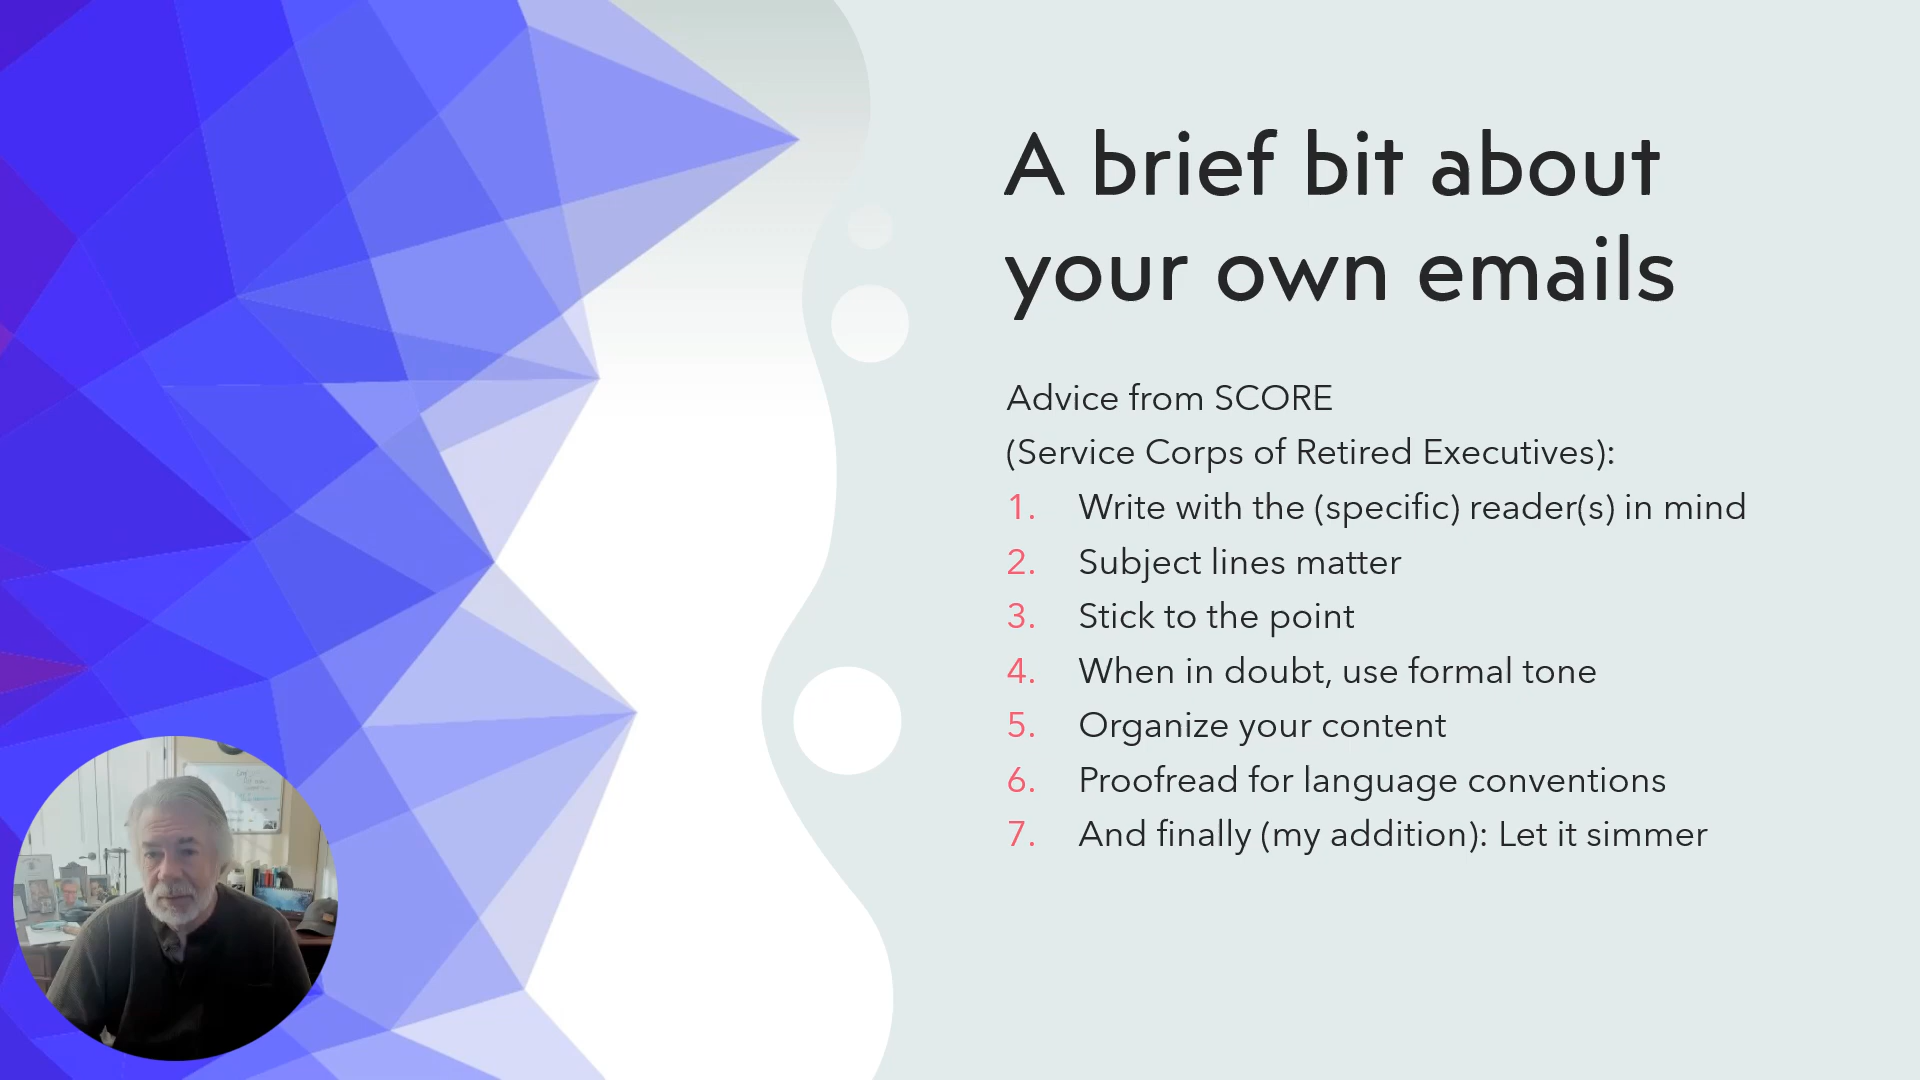 A brief bit about
your own emails
Advice from SCORE
(Service Corps of Retired Executives):
1. Write with the (specific) reader(s) in mind
2. Subject lines matter
3. Stick to the point
4. When in doubt, use formal tone
5. Organize your content
6. Proofread for language conventions
7. And finally (my addition): Let it simmer